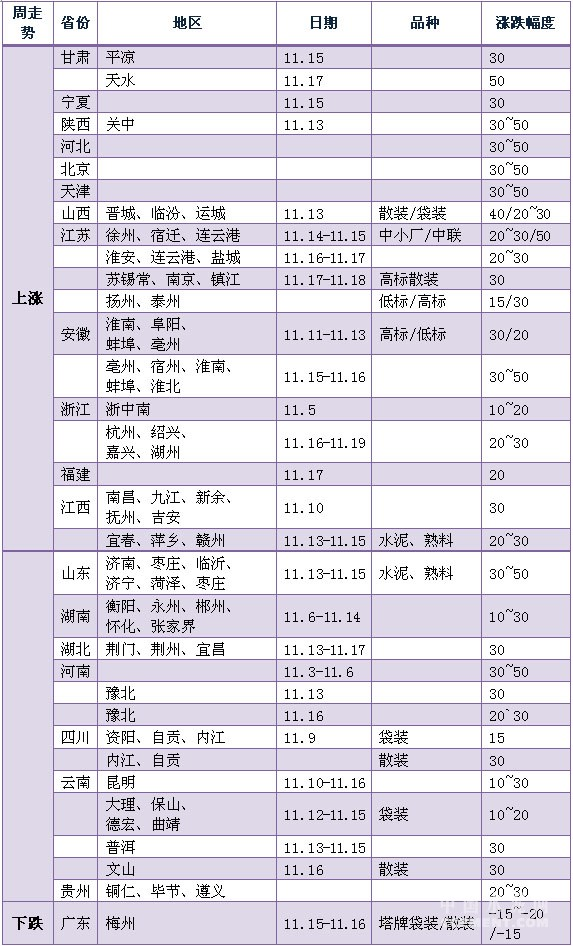 周走势 省份 地区 日期 品种 涨跌幅度
上涨 甘肃 平凉 11.15 30
天水 11.17 50
宁夏 11.15 30
陕西 关中 11.13 30~50
河北 30~50
北京 30~50
天津 30~50
山西 晋城、临汾、运城 11.13 散装/袋装 40/20~30
江苏 徐州、宿迁、连云港 11.14-11.15 中小厂/中联 20~30/50
淮安、连云港、盐城 11.16-11.17 20~30
苏锡常、南京、镇江 11.17-11.18 高标散装 30
扬州、泰州 低标/高标 15/30
安徽 淮南、阜阳、
蚌埠、亳州 11.11-11.13 高标/低标 30/20
亳州、宿州、淮南、
蚌埠、淮北 11.15-11.16 30~50
浙江 浙中南 11.5 10~20
杭州、绍兴、
嘉兴、湖州 11.16-11.19 20~30
福建 11.17 20
江西 南昌、九江、新余、
抚州、吉安 11.10 30
宜春、萍乡、赣州 11.13-11.15 水泥、熟料 20~30
山东 济南、枣庄、临沂、
济宁、菏泽、枣庄 11.13-11.15 水泥、熟料 30~50
湖南 衡阳、永州、郴州、
怀化、张家界 11.6-11.14 10~30
湖北 荆门、荆州、宜昌 11.13-11.17 30
河南 11.3-11.6 30~50
豫北 11.13 30
豫北 11.16 20`30
四川 资阳、自贡、内江 11.9 袋装 15
内江、自贡 散装 30
云南 昆明 11.10-11.16 10~30
大理、保山、
德宏、曲靖 11.12-11.15 袋装 10~20
普洱 11.13-11.15 30
文山 11.16 散装 30
贵州 铜仁、毕节、遵义 20~30
下跌 广东 梅州 11.15-11.16 塔牌袋装/散装 -15~-20
/-15